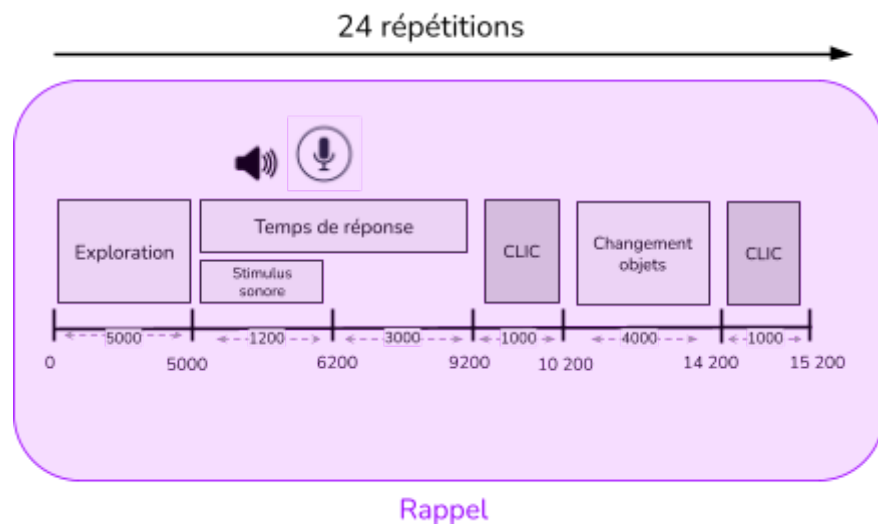 24 répétitions
Exploration
Temps de réponse
Stimulus
sonore
CLIC
Changement
objets
CLIC
5000
1200
3000
1000
4000
1000
0
5000
6200
9200
10 200
14 200
15 200
Rappel